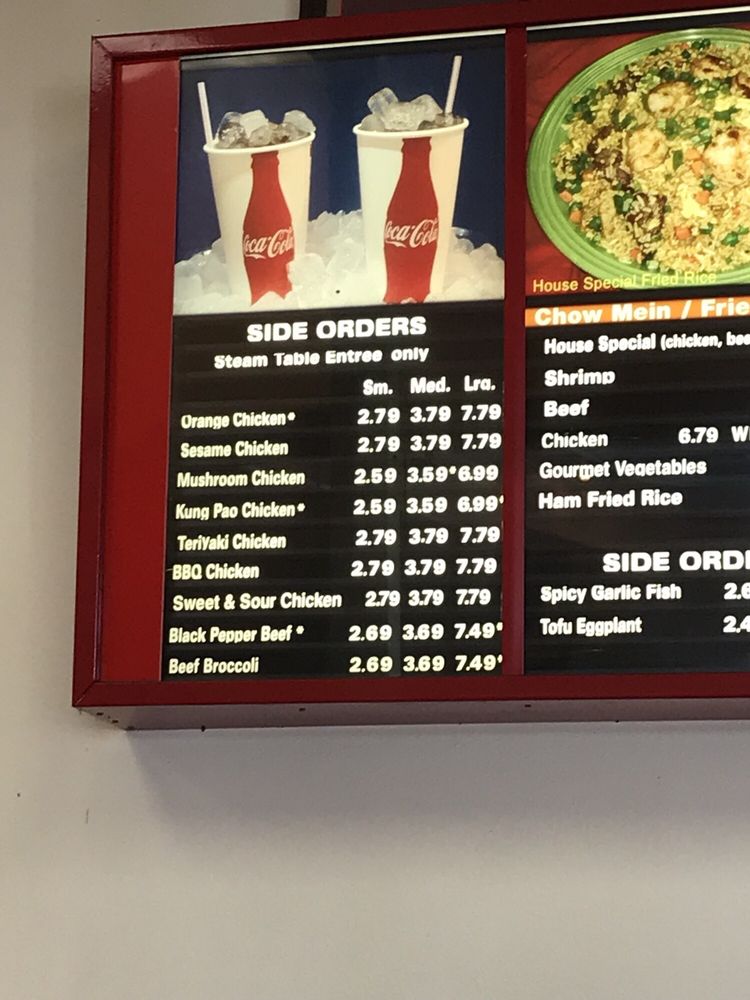 Coca-Cola
Coca-Cola
SIDE ORDERS
Steam Table Entree only
Sm. Med. Lrg.
Orange Chicken* 2.79 3.79 7.79
Sesame Chicken 2.79 3.79 7.79
Mushroom Chicken 2.59 3.59*6.99
Kung Pao Chicken* 2.59 3.59 6.99*
Teriyaki Chicken 2.79 3.79 7.79
BBQ Chicken 2.79 3.79 7.79
Sweet & Sour Chicken 2.79 3.79 7.79
Black Pepper Beef * 2.69 3.69 7.49*
Beef Broccoli 2.69 3.69 7.49*
House Special Fried Rice
Chow Mein / Frie
House Special (chicken, bee
Shrimp
Beef
Chicken 6.79 W
Gourmet Vegetables
Ham Fried Rice
SIDE ORD
Spicy Garlic Fish 2.6
Tofu Eggplant 2.4